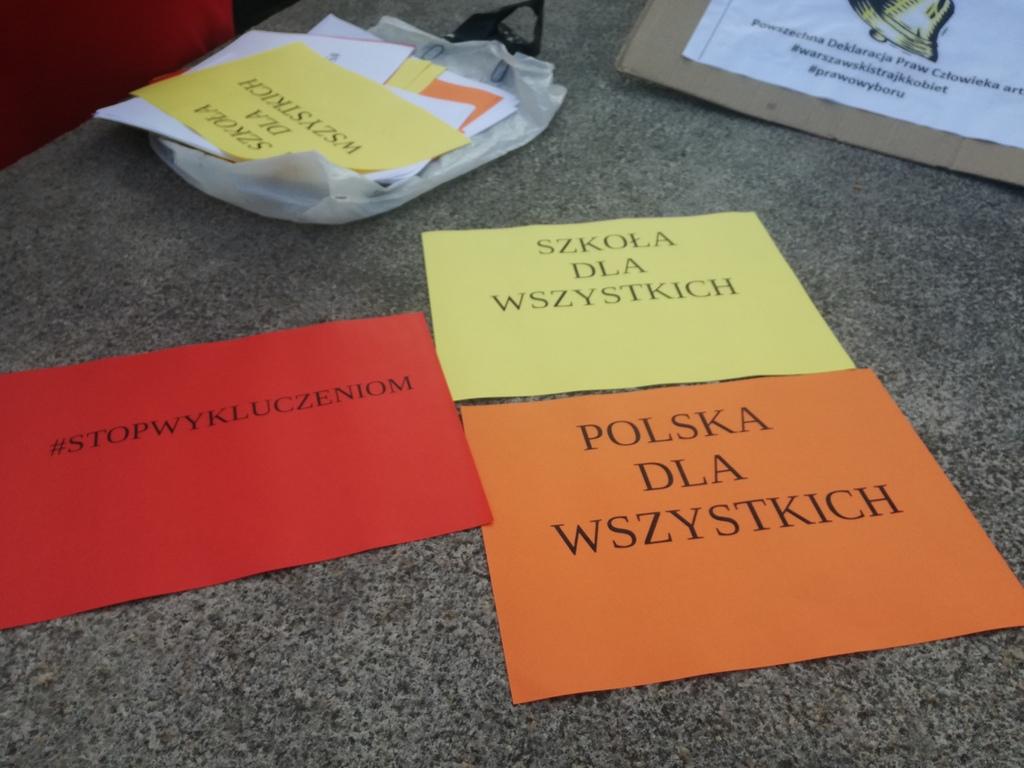 Powszechna Deklaracja Praw Człowieka art
#warszawskistrajkkobiet
#prawowyboru
SZKOŁA
DLA
WSZYSTKICH
SZKOŁA
DLA
WSZYSTKICH
#STOPWYKLUCZENIOM
POLSKA
DLA
WSZYSTKICH